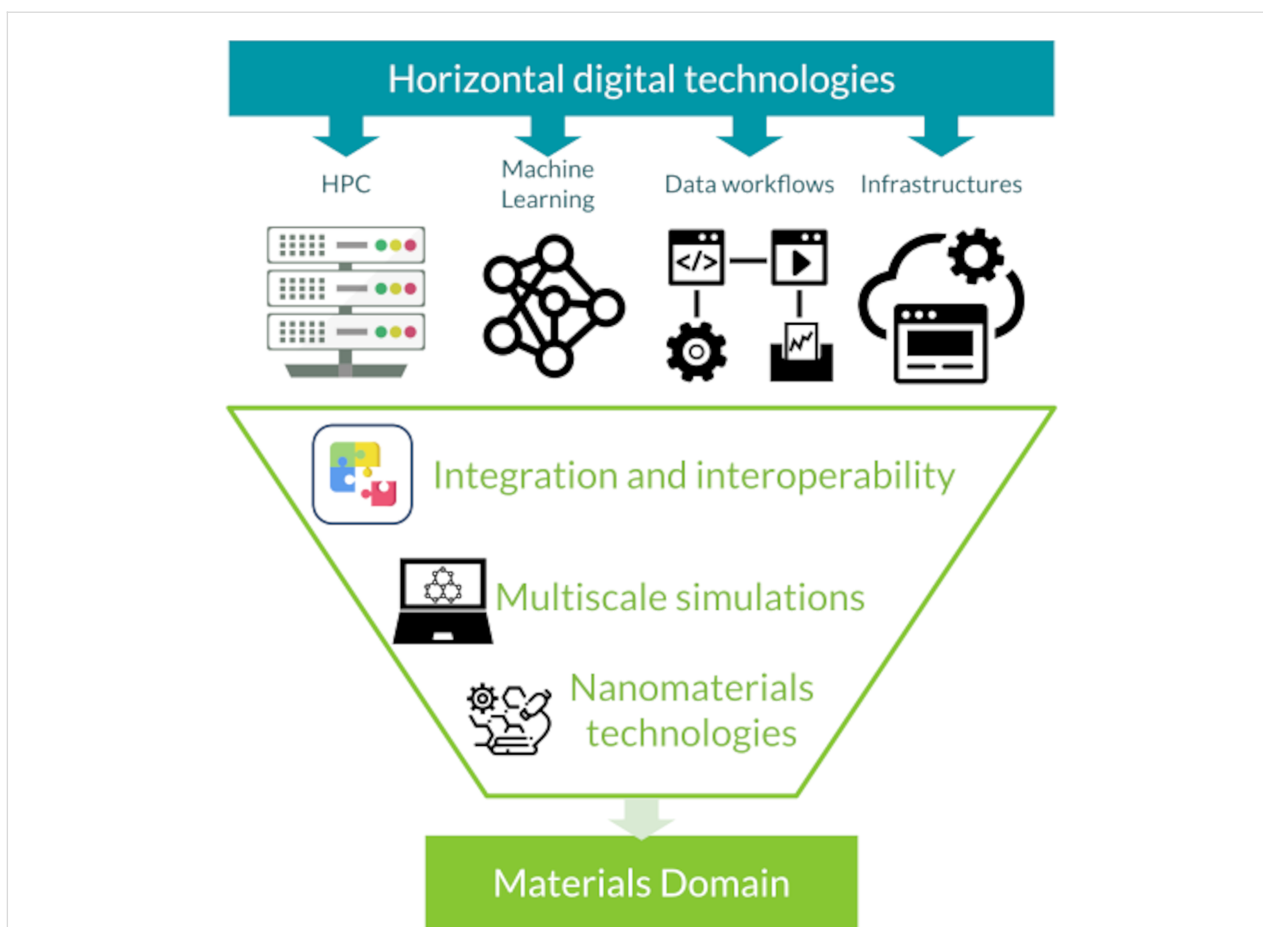 Horizontal digital technologies
HPC
Machine
Learning
Data workflows
Infrastructures
</>
Integration and interoperability
Multiscale simulations
Nanomaterials
technologies
Materials Domain